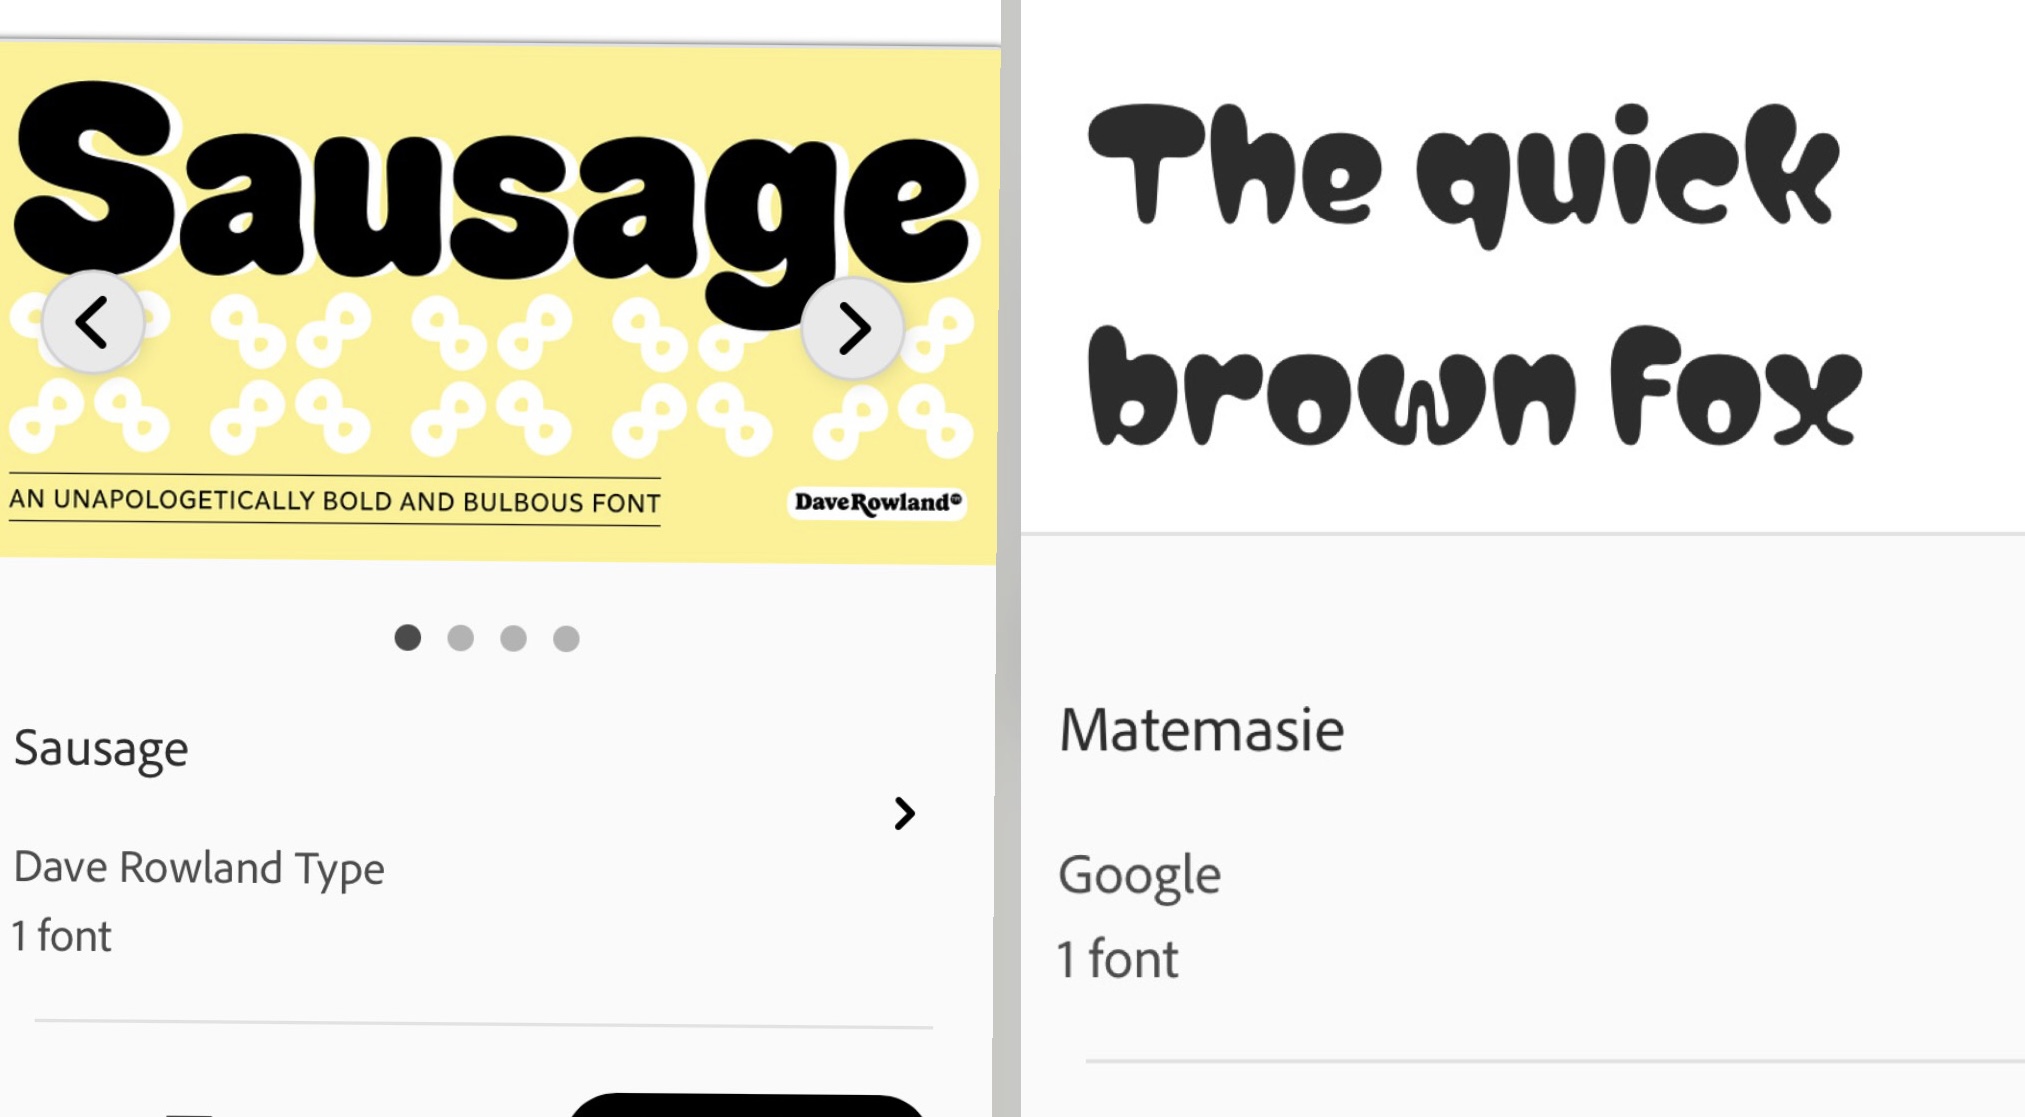 Sausage
AN UNAPOLOGETICALLY BOLD AND BULBOUS FONT
DaveRowland
Sausage
Dave Rowland Type
1 font
The quick
brown fox
Matemasie
Google
1 font